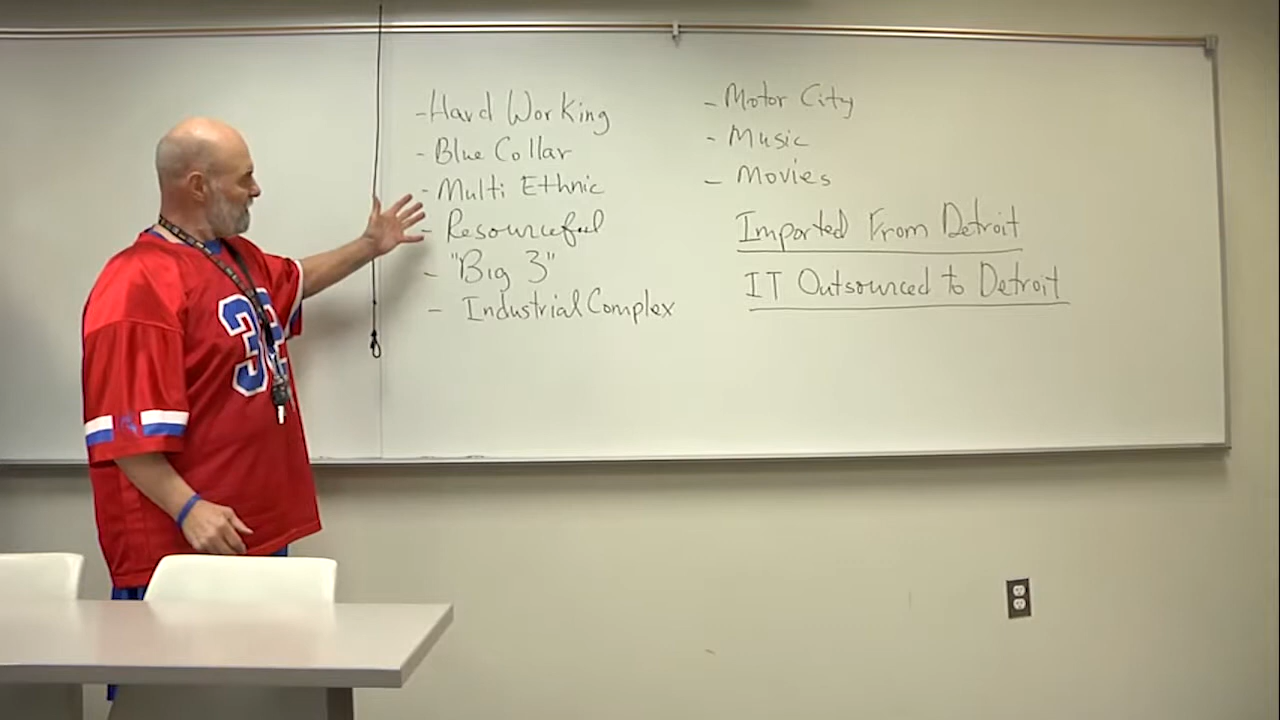 - Hard Working
- Blue Collar
- Multi Ethnic
- Resourceful
- "Big 3"
- Industrial Complex
- Motor City
- Music
- Movies
Imported From Detroit
IT Outsourced to Detroit